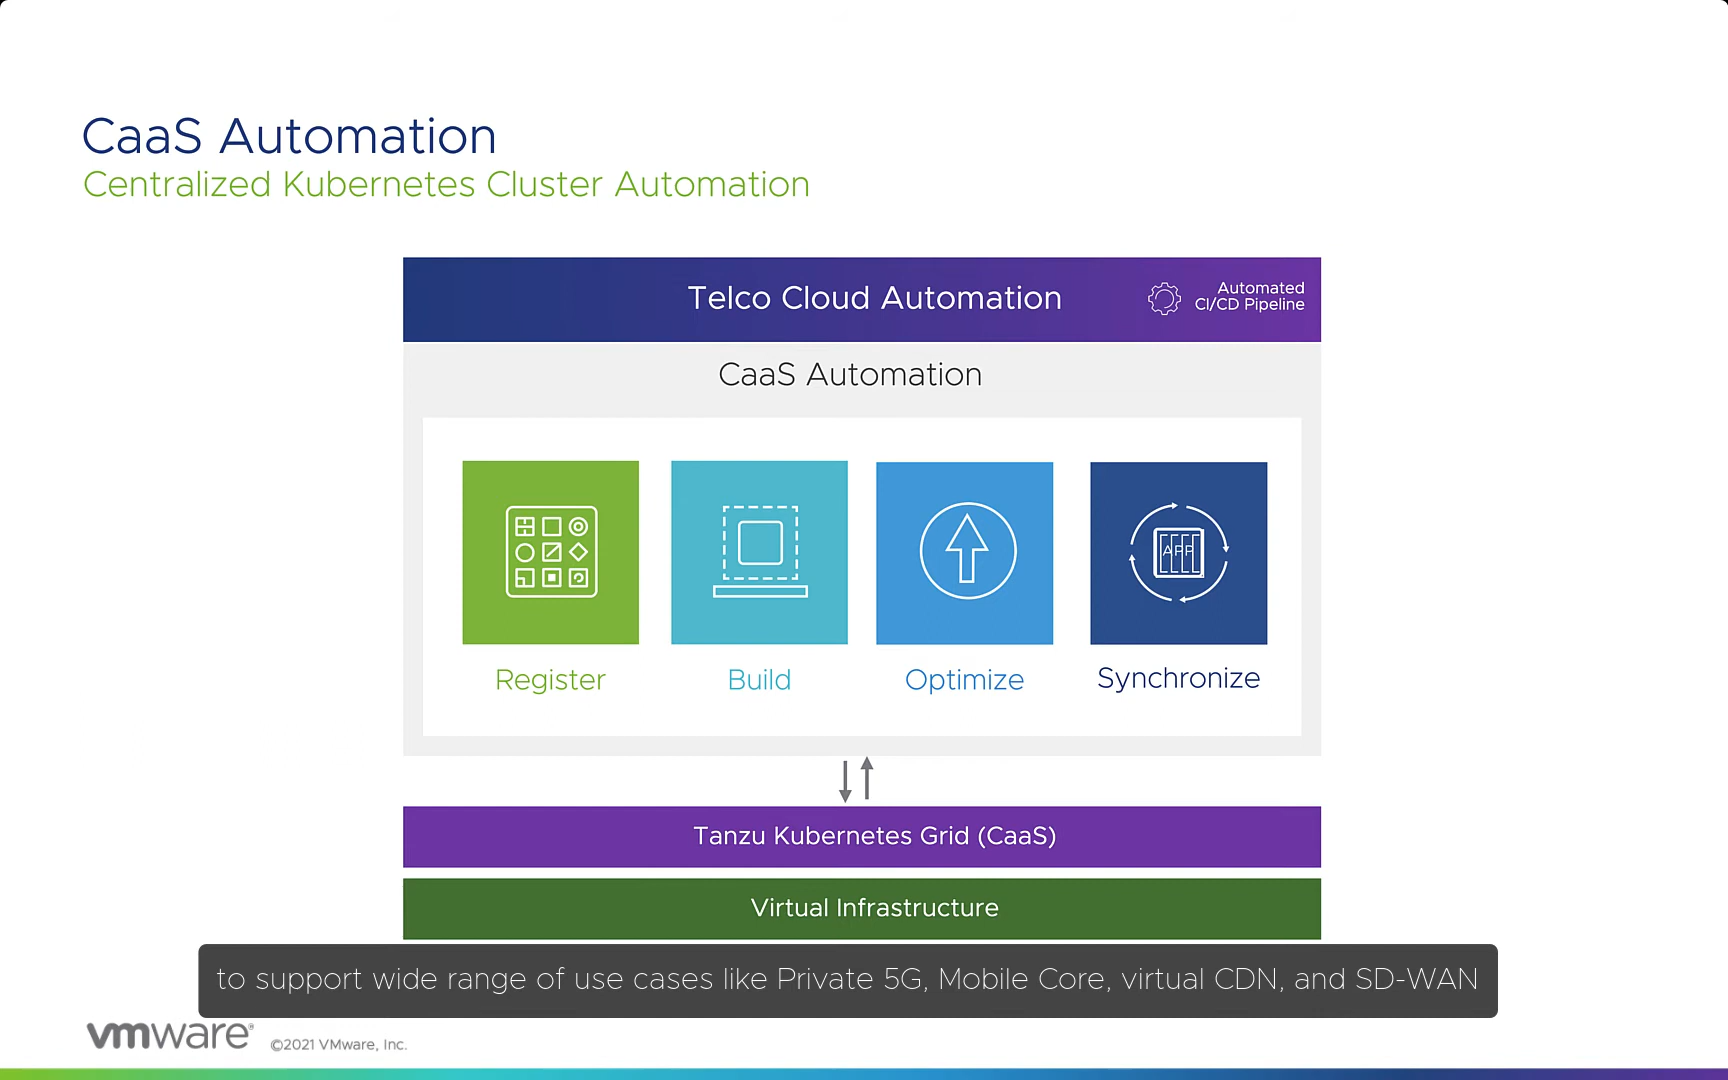 CaaS Automation
Centralized Kubernetes Cluster Automation
Telco Cloud Automation
Automated
CI/CD Pipeline
CaaS Automation
APP
Register
Build
Optimize
Synchronize
Tanzu Kubernetes Grid (CaaS)
Virtual Infrastructure
to support wide range of use cases like Private 5G, Mobile Core, virtual CDN, and SD-WAN
vmware®
©2021 VMware, Inc.